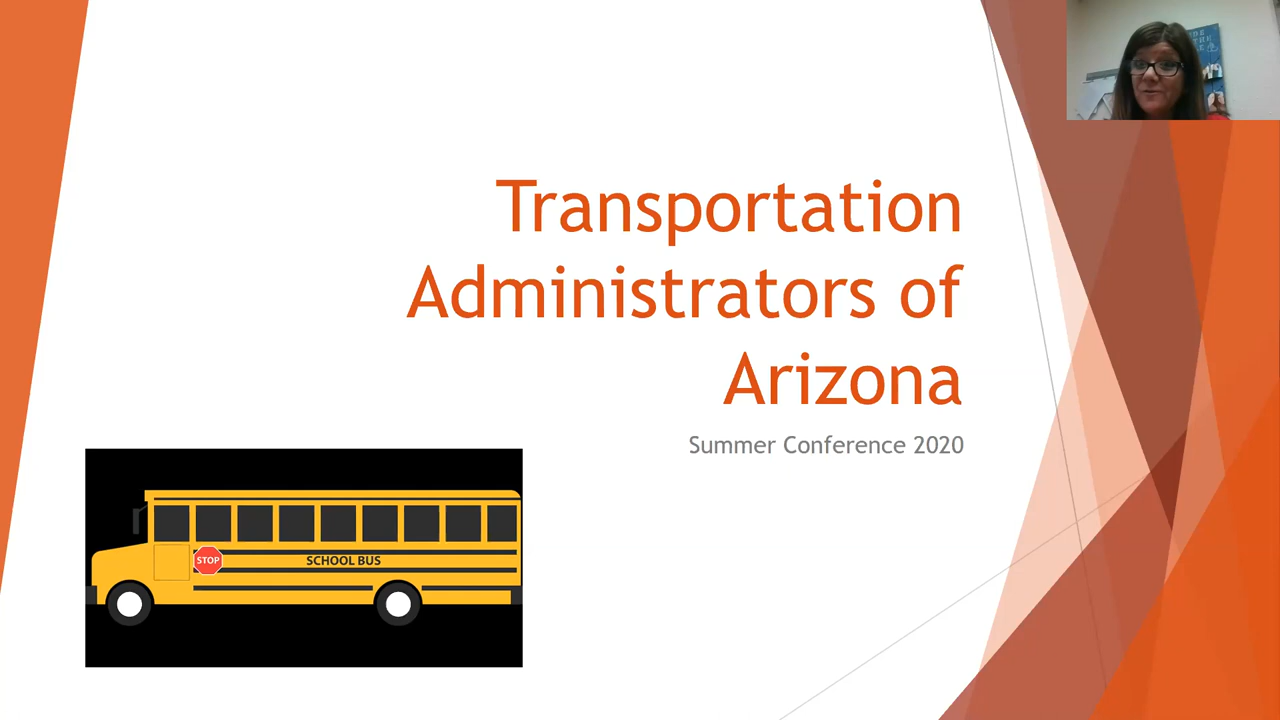 Transportation
Administrators of
Arizona
Summer Conference 2020
STOP
SCHOOL BUS